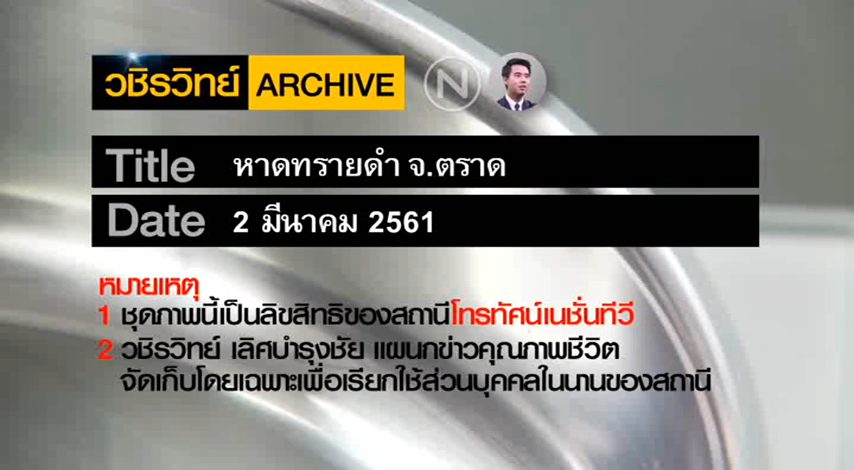 วชิรวิทย์ ARCHIVE N
Title หาดทรายดำ จ.ตราด
Date 2 มีนาคม 2561
หมายเหตุ
1 ชุดภาพนี้เป็นลิขสิทธิของสถานีโทรทัศน์เนชั่นทีวี
2 วชิรวิทย์ เลิศบำรุงชัย แผนกข่าวคุณภาพชีวิต
จัดเก็บโดยเฉพาะเพื่อเรียกใช้ส่วนบุคคลในนานของสถานี